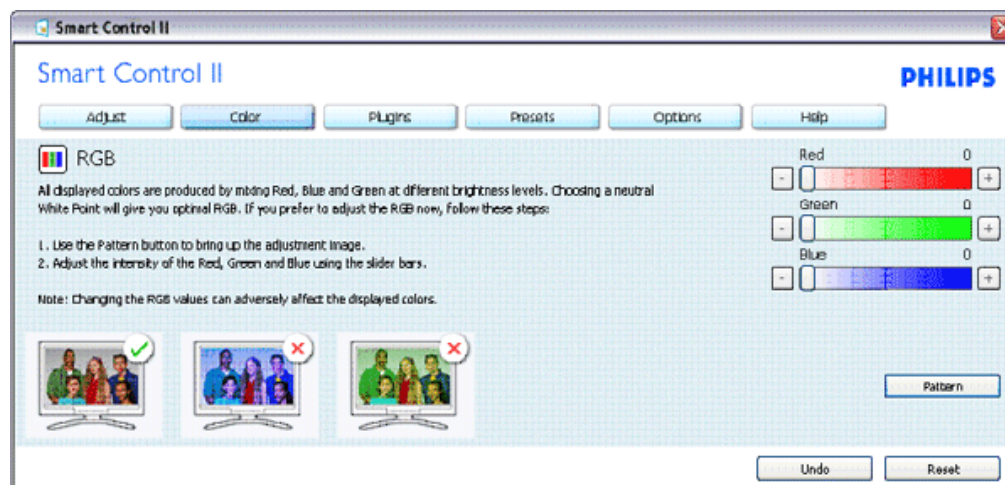 Smart Control II
Smart Control II
PHILIPS
Adjust Color Plugins Presets Options Help
RGB
All displayed colors are produced by mixing Red, Blue and Green at different brightness levels. Choosing a neutral
White Point will give you optimal RGB. If you prefer to adjust the RGB now, follow these steps:
1. Use the Pattern button to bring up the adjustment image.
2. Adjust the intensity of the Red, Green and Blue using the slider bars.
Note: Changing the RGB values can adversely affect the displayed colors.
Red 0
- +
Green 0
- +
Blue 0
- +
Pattern
Undo Reset